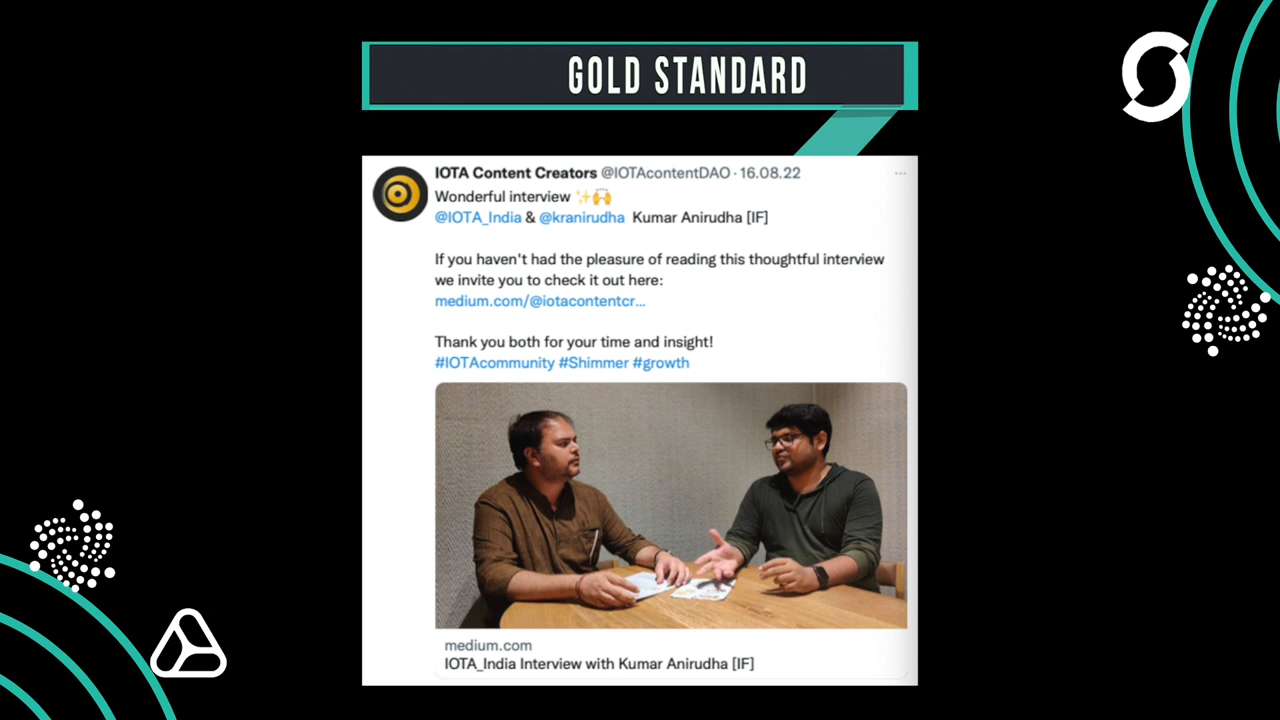 GOLD STANDARD
IOTA Content Creators @IOTAcontentDAO · 16.08.22
Wonderful interview ✨🙌
@IOTA_India & @kranirudha Kumar Anirudha [IF]
If you haven't had the pleasure of reading this thoughtful interview
we invite you to check it out here:
medium.com/@iotacontentcr...
Thank you both for your time and insight!
#IOTAcommunity #Shimmer #growth
medium.com
IOTA_India Interview with Kumar Anirudha [IF]